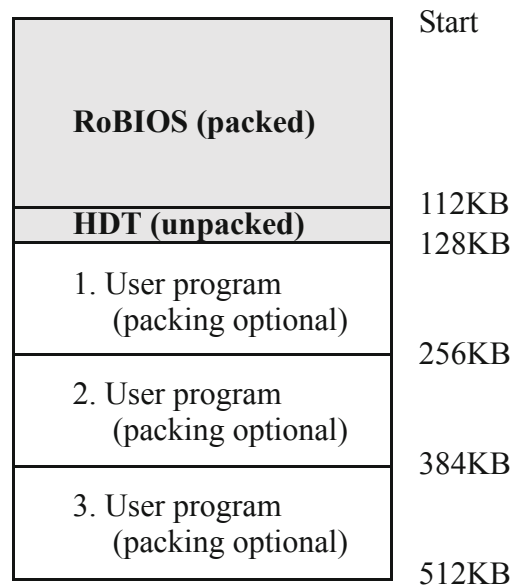 Start
RoBIOS (packed)
112KB
HDT (unpacked)
128KB
1. User program
(packing optional)
256KB
2. User program
(packing optional)
384KB
3. User program
(packing optional)
512KB